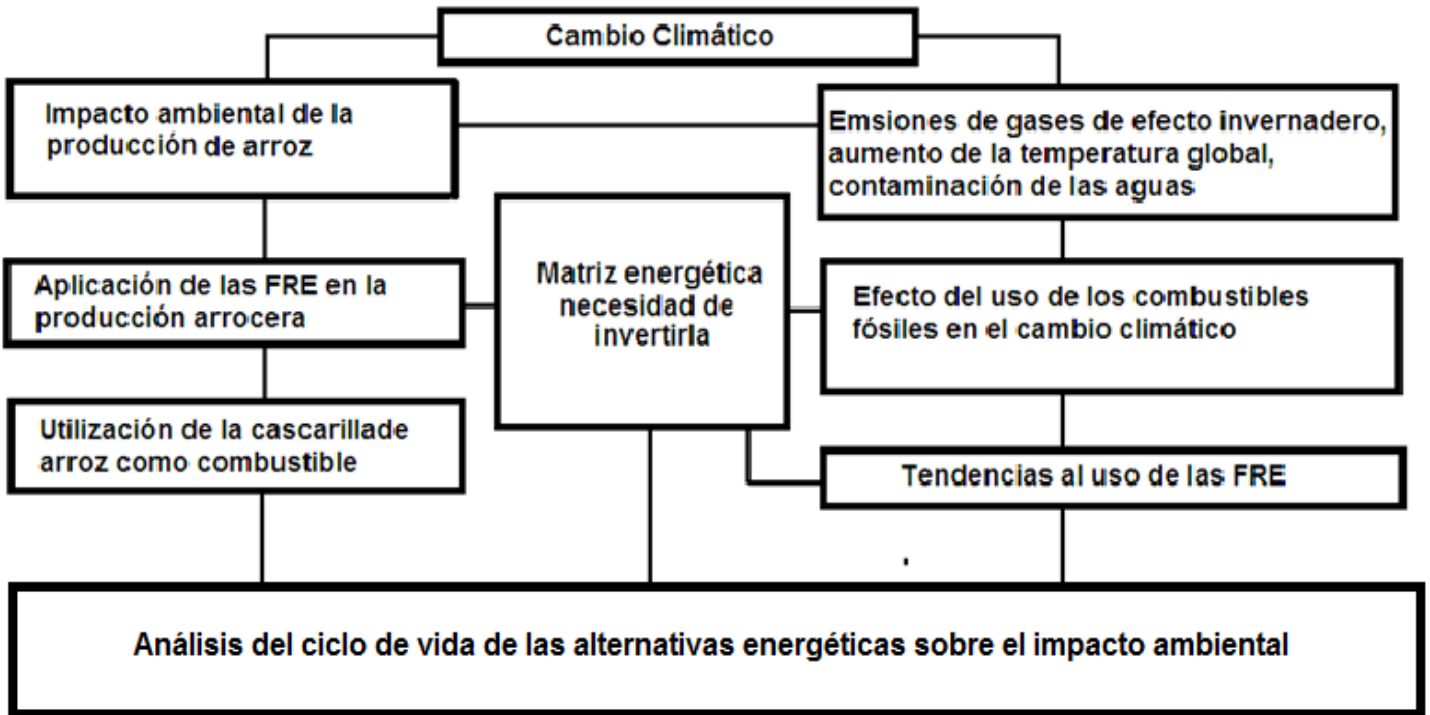 Cambio Climático
Impacto ambiental de la
producción de arroz
Emsiones de gases de efecto invernadero,
aumento de la temperatura global,
contaminación de las aguas
Matriz energética
necesidad de
invertirla
Aplicación de las FRE en la
producción arrocera
Efecto del uso de los combustibles
fósiles en el cambio climático
Utilización de la cascarillade
arroz como combustible
Tendencias al uso de las FRE
Análisis del ciclo de vida de las alternativas energéticas sobre el impacto ambiental